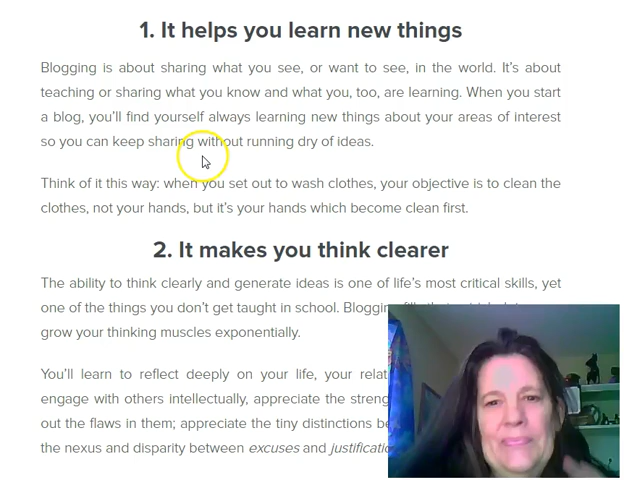 1. It helps you learn new things
Blogging is about sharing what you see, or want to see, in the world. It's about
teaching or sharing what you know and what you, too, are learning. When you start
a blog, you'll find yourself always learning new things about your areas of interest
so you can keep sharing without running dry of ideas.
Think of it this way: when you set out to wash clothes, your objective is to clean the
clothes, not your hands, but it's your hands which become clean first.
2. It makes you think clearer
The ability to think clearly and generate ideas is one of life's most critical skills, yet
one of the things you don't get taught in school.
grow your thinking muscles exponentially.
You'll learn to reflect deeply on your life, your
engage with others intellectually, appreciate the
out the flaws in them; appreciate the tiny distinctions
the nexus and disparity between excuses and